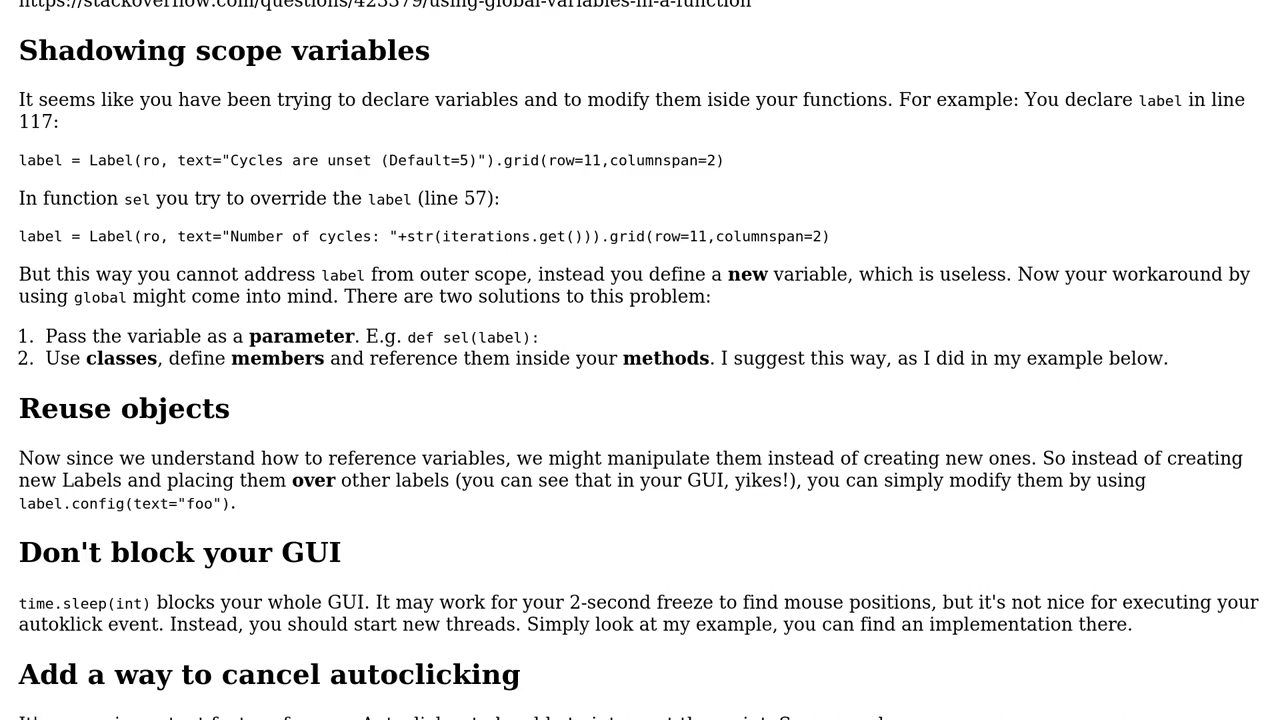 https://stackoverflow.com/questions/423379/using-global-variables-in-a-function
Shadowing scope variables
It seems like you have been trying to declare variables and to modify them iside your functions. For example: You declare label in line
117:
label = Label(ro, text="Cycles are unset (Default=5)").grid(row=11,columnspan=2)
In function sel you try to override the label (line 57):
label = Label(ro, text="Number of cycles: "+str(iterations.get())).grid(row=11,columnspan=2)
But this way you cannot address label from outer scope, instead you define a new variable, which is useless. Now your workaround by
using global might come into mind. There are two solutions to this problem:
1. Pass the variable as a parameter. E.g. def sel(label):
2. Use classes, define members and reference them inside your methods. I suggest this way, as I did in my example below.
Reuse objects
Now since we understand how to reference variables, we might manipulate them instead of creating new ones. So instead of creating
new Labels and placing them over other labels (you can see that in your GUI, yikes!), you can simply modify them by using
label.config(text="foo").
Don't block your GUI
time.sleep(int) blocks your whole GUI. It may work for your 2-second freeze to find mouse positions, but it's not nice for executing your
autoklick event. Instead, you should start new threads. Simply look at my example, you can find an implementation there.
Add a way to cancel autoclicking